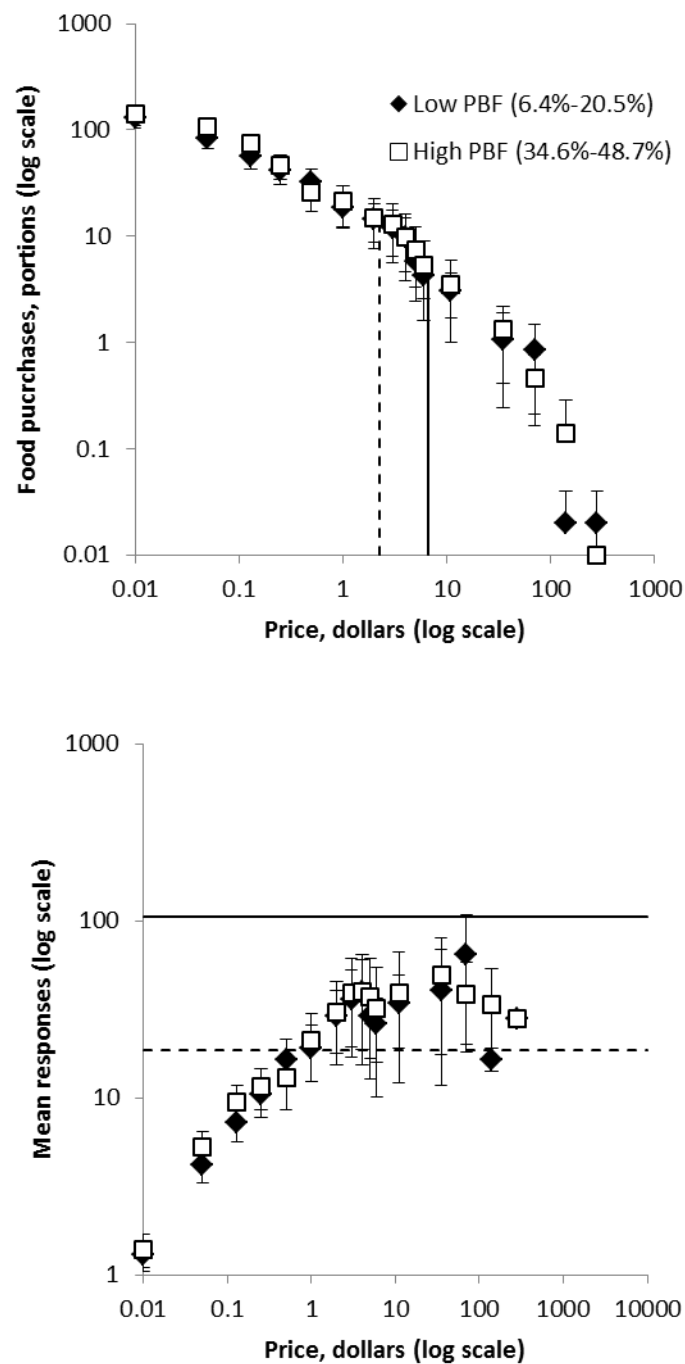 1000
100
10
1
0.1
0.01
Food pucrchases, portions (log scale)
Low PBF (6.4%-20.5%)
High PBF (34.6%-48.7%)
0.01 0.1 1 10 100 1000
Price, dollars (log scale)
1000
100
10
1
Mean responses (log scale)
0.01 0.1 1 10 100 1000 10000
Price, dollars (log scale)